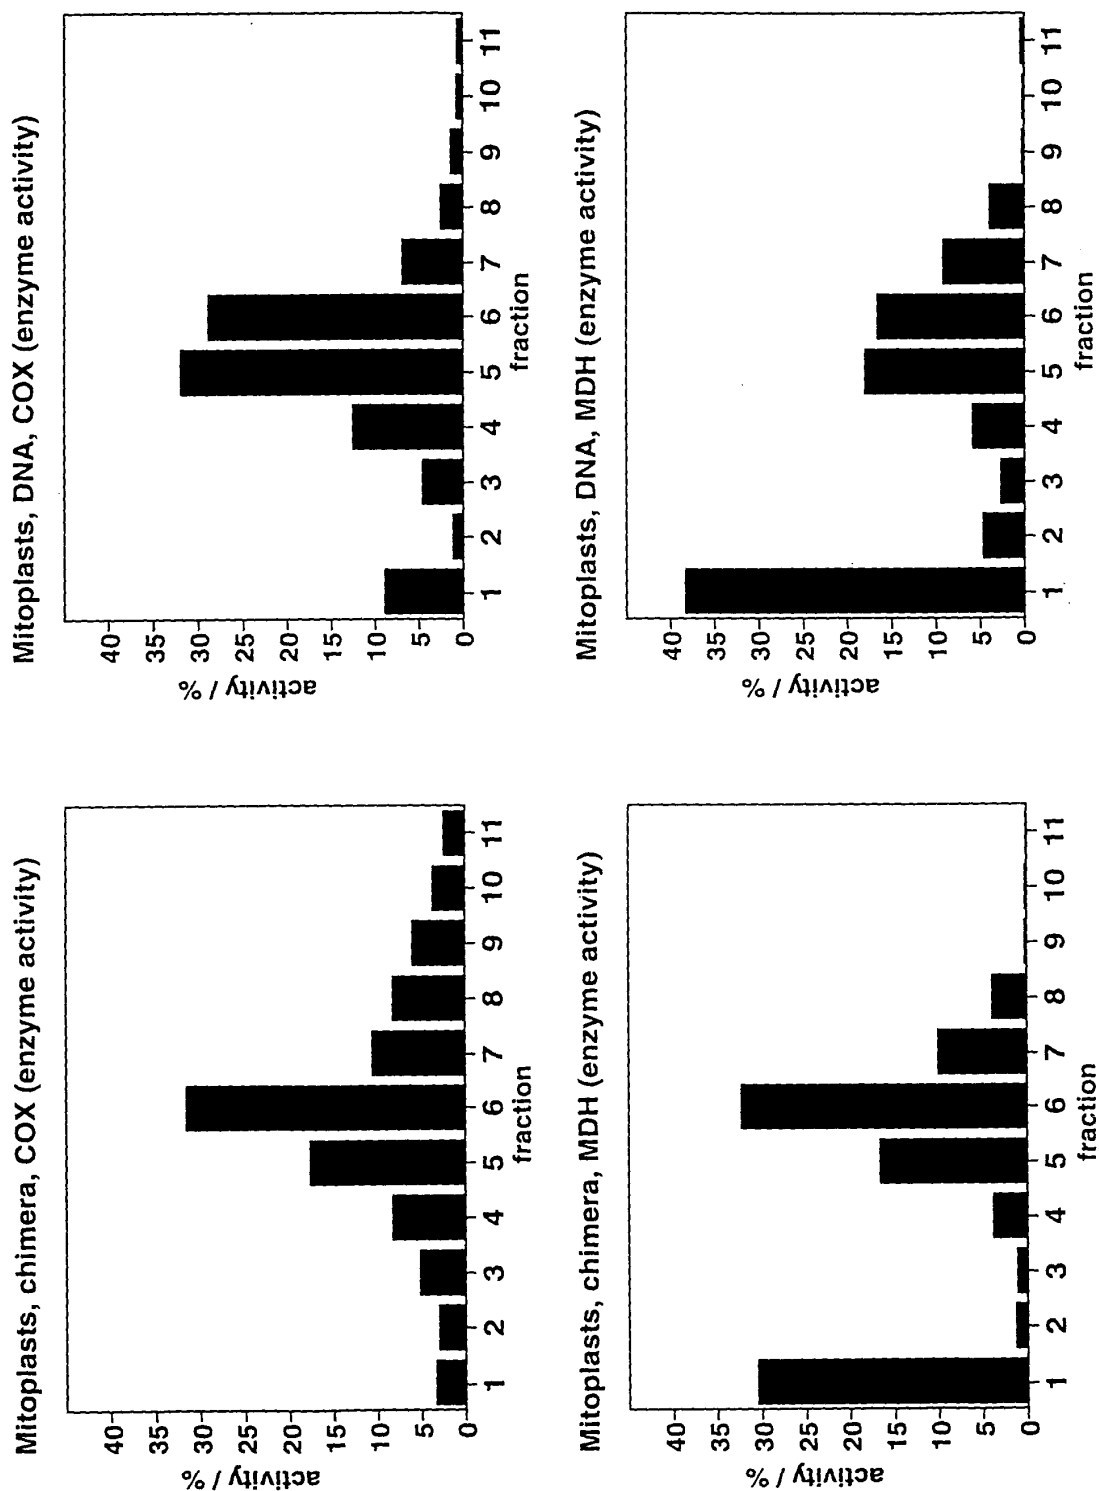 Mitoplasts, chimera, COX (enzyme activity)
activity / %
40
35
30
25
20
15
10
5
0
1 2 3 4 5 6 7 8 9 10 11
fraction
Mitoplasts, DNA, COX (enzyme activity)
activity / %
40
35
30
25
20
15
10
5
0
1 2 3 4 5 6 7 8 9 10 11
fraction
Mitoplasts, chimera, MDH (enzyme activity)
activity / %
40
35
30
25
20
15
10
5
0
1 2 3 4 5 6 7 8 9 10 11
fraction
Mitoplasts, DNA, MDH (enzyme activity)
activity / %
40
35
30
25
20
15
10
5
0
1 2 3 4 5 6 7 8 9 10 11
fraction